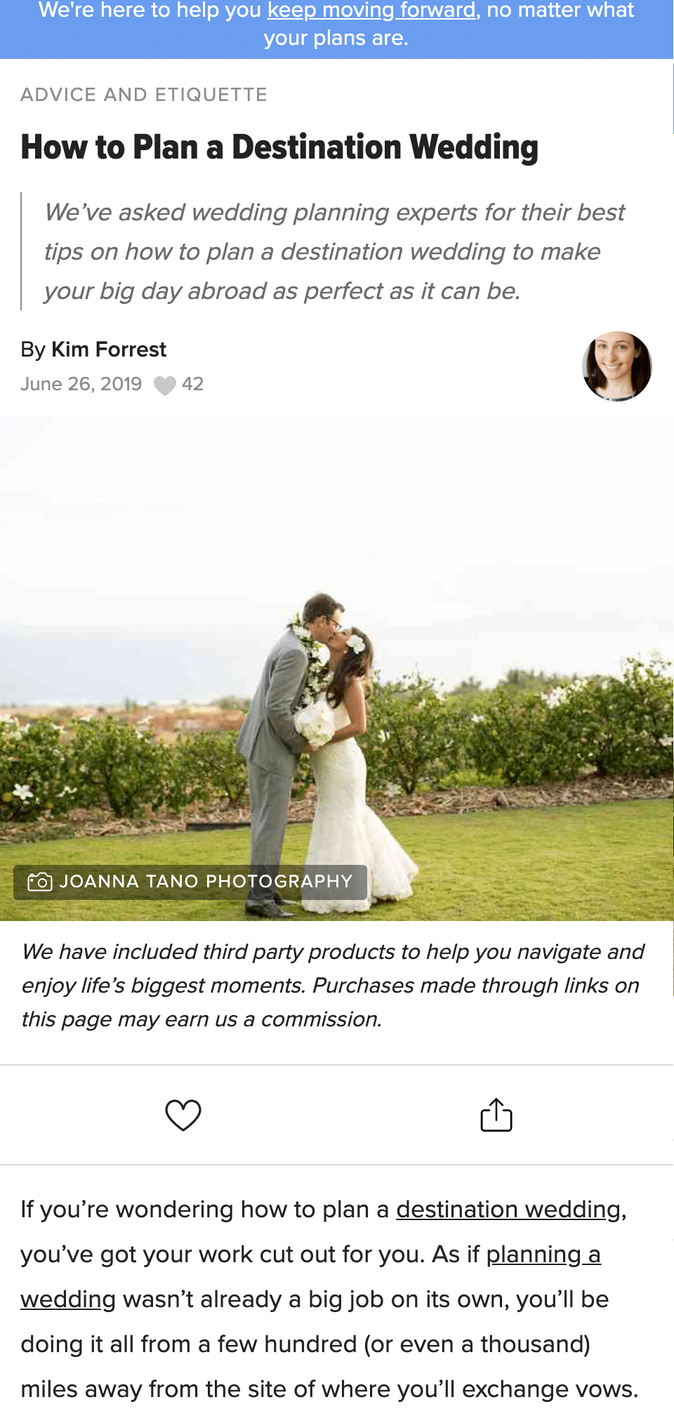 We're here to help you keep moving forward, no matter what
your plans are.
ADVICE AND ETIQUETTE
How to Plan a Destination Wedding
We’ve asked wedding planning experts for their best
tips on how to plan a destination wedding to make
your big day abroad as perfect as it can be.
By Kim Forrest
June 26, 2019 42
JOANNA TANO PHOTOGRAPHY
We have included third party products to help you navigate and
enjoy life’s biggest moments. Purchases made through links on
this page may earn us a commission.
If you’re wondering how to plan a destination wedding,
you’ve got your work cut out for you. As if planning a
wedding wasn’t already a big job on its own, you’ll be
doing it all from a few hundred (or even a thousand)
miles away from the site of where you’ll exchange vows.